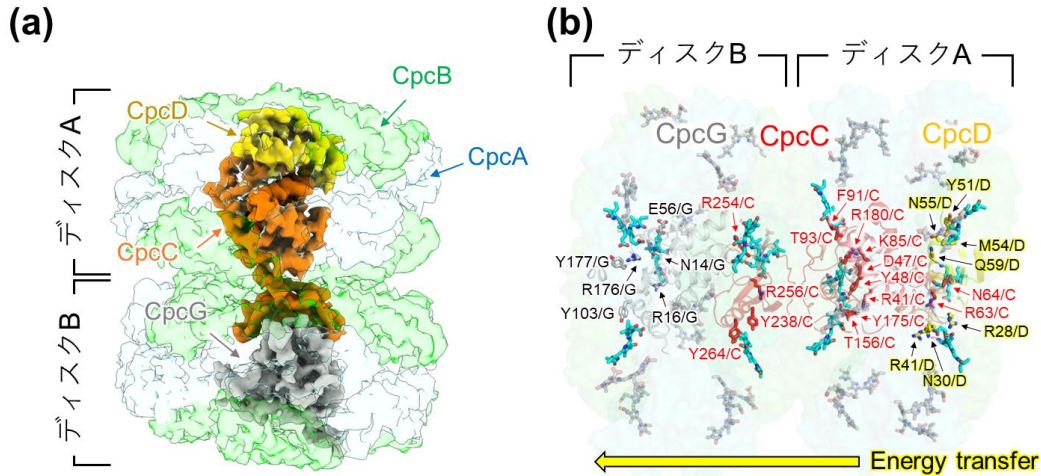 (a)
ディスクA
ディスクB
CpcD
CpcB
CpcA
CpcC
CpcG
(b)
ディスクB
ディスクA
CpcG
CpcC
CpcD
E56/G
R254/C
F91/C
R180/C
N55/D
Y51/D
T93/C
K85/C
M54/D
Y177/G
N14/G
D47/C
Q59/D
R176/G
Y48/C
R256/C
R41/C
N64/C
Y103/G
R16/G
Y238/C
Y175/C
R63/C
Y264/C
T156/C
R28/D
R41/D
N30/D
Energy transfer